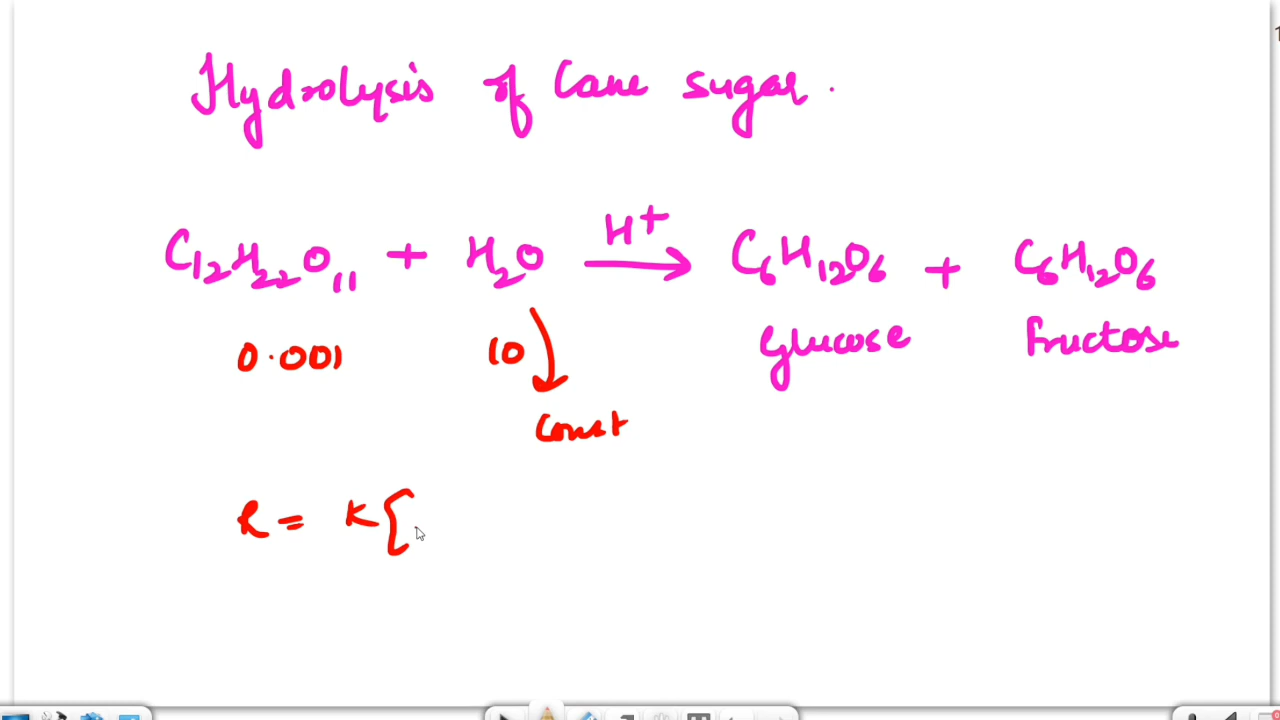 Hydrolysis of Cane sugar.
C12H22O11 + H2O H+ → C6H12O6 + C6H12O6
0.001 10 Glucose Fructose
Const
R = K[